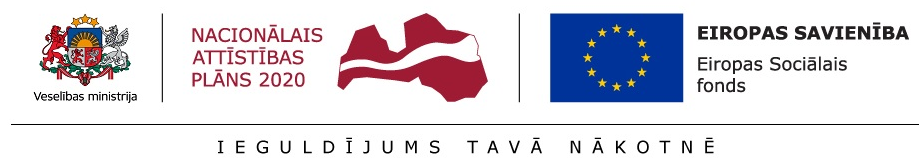 Veselības ministrija
NACIONĀLAIS
ATTĪSTĪBAS
PLĀNS 2020
EIROPAS SAVIENĪBA
Eiropas Sociālais
fonds
IEGULDĪJUMS TAVĀ NĀKOTNĒ